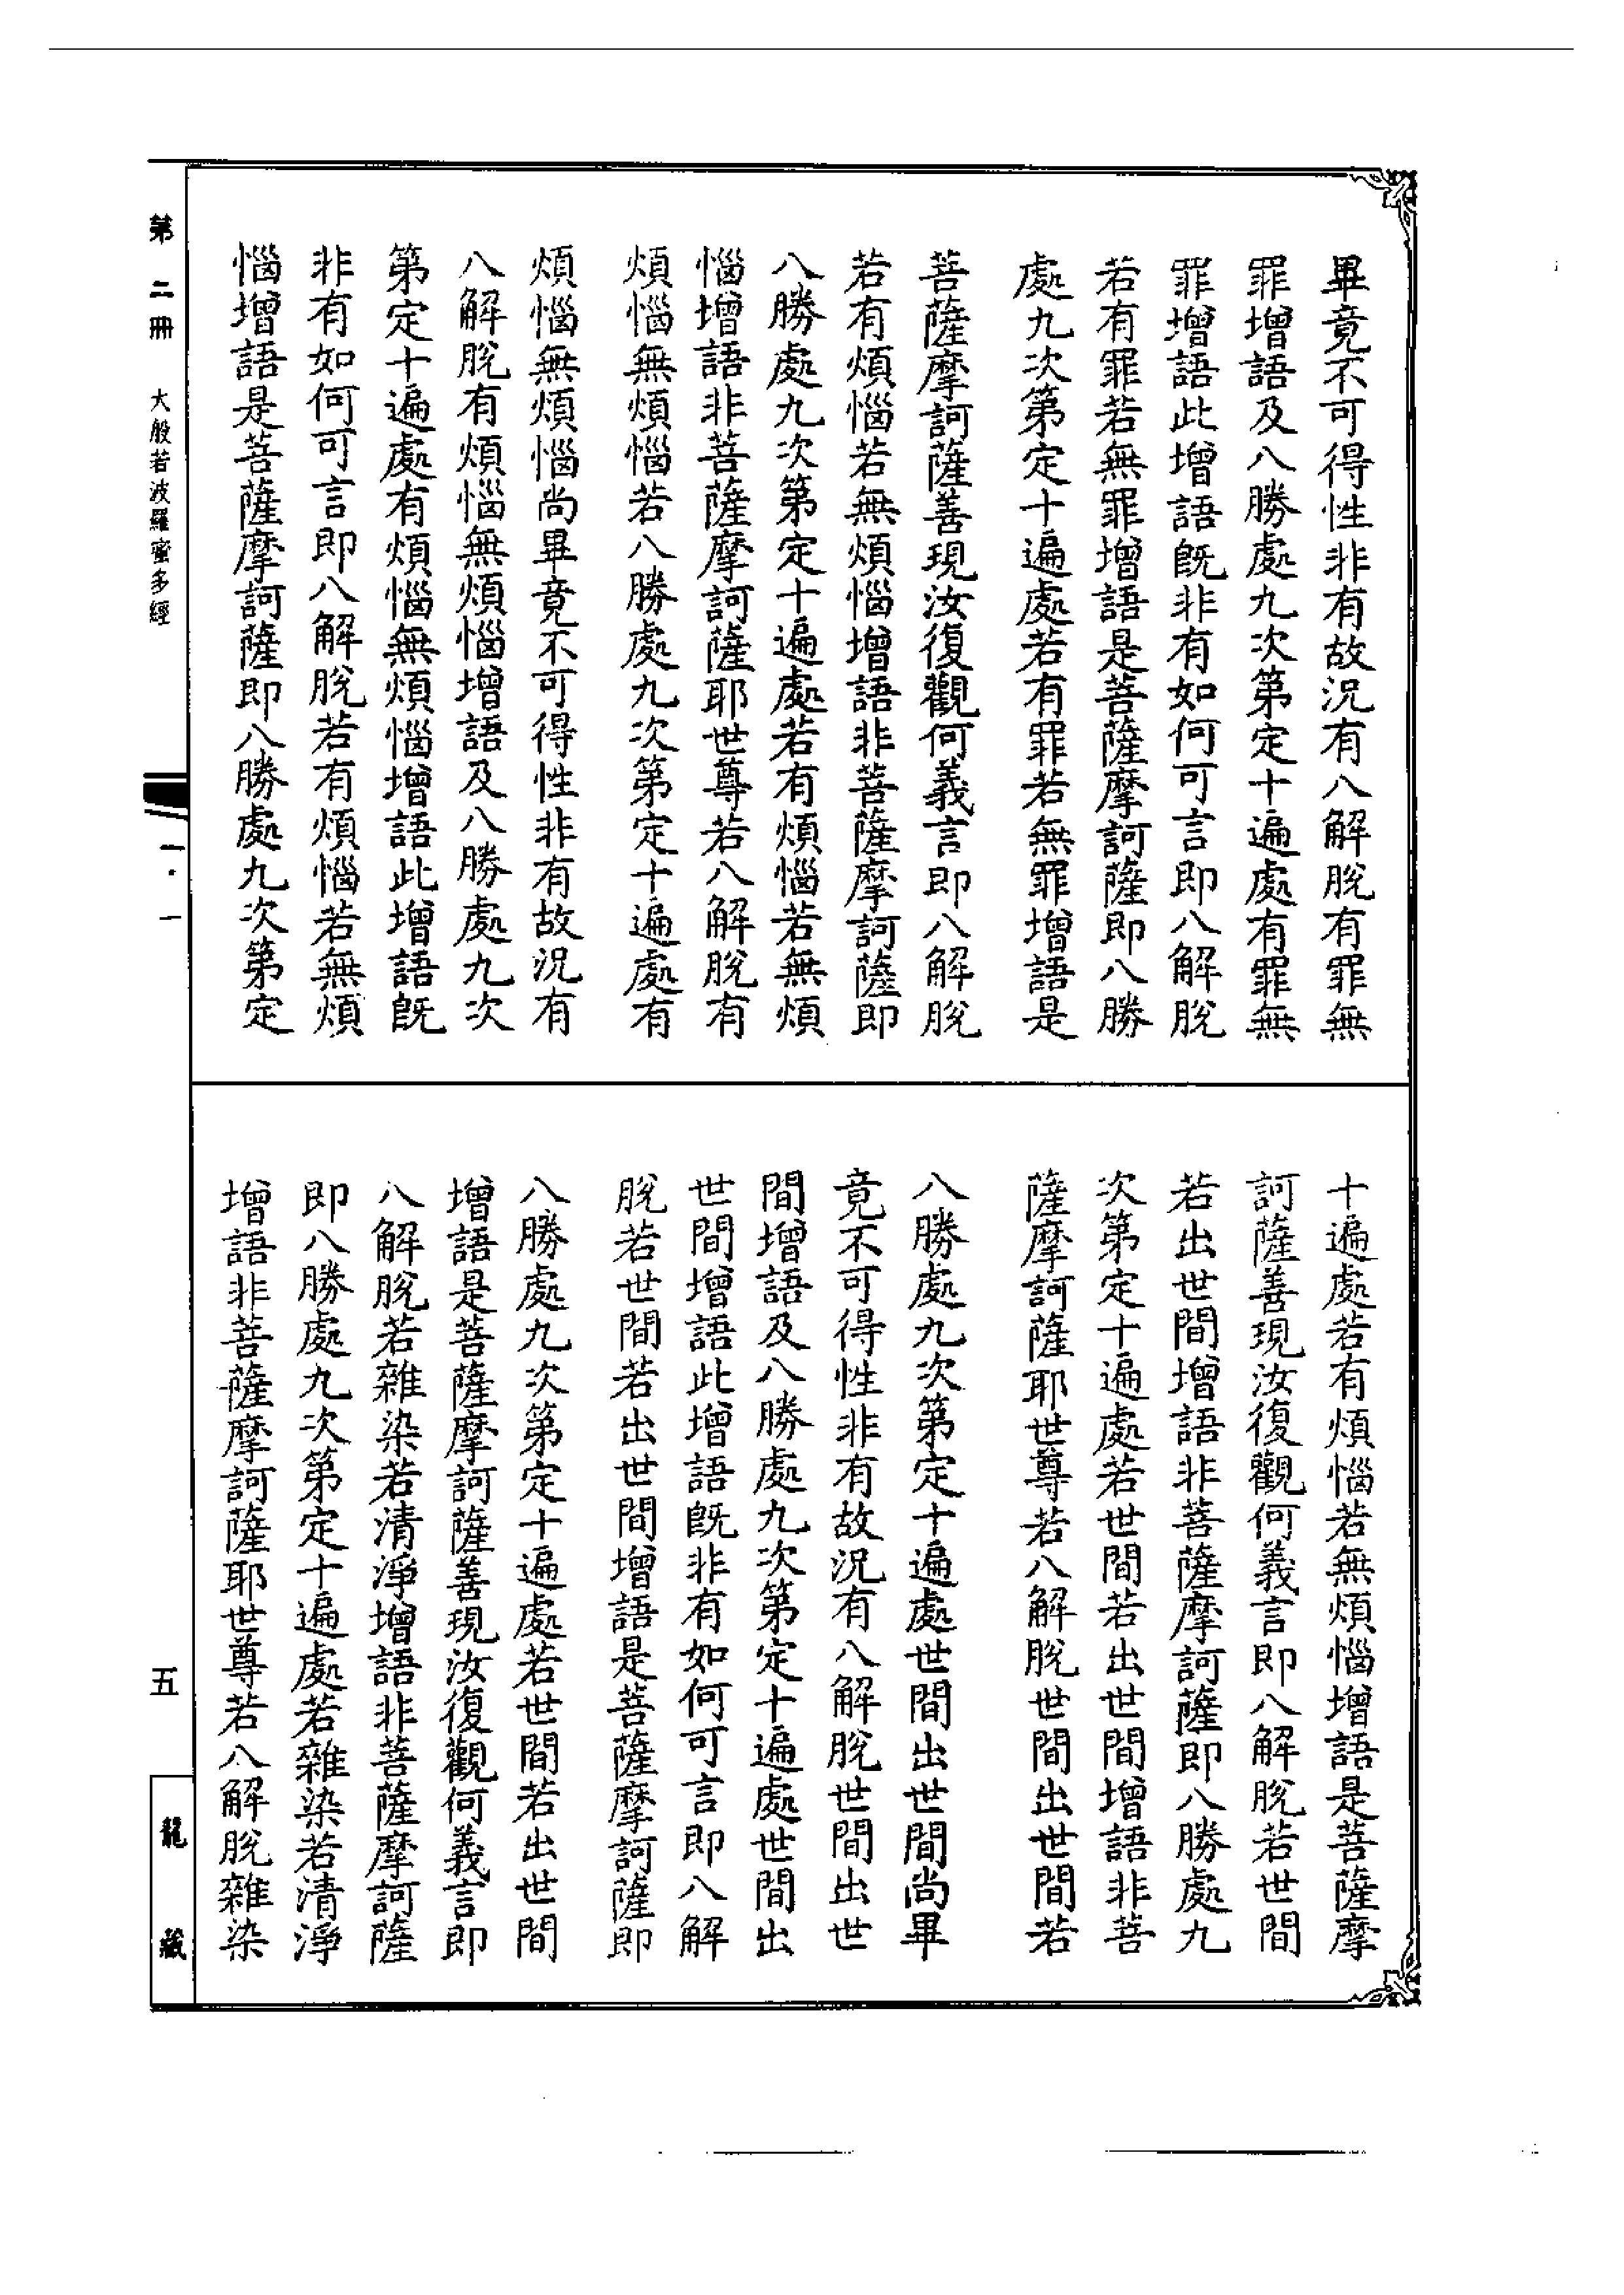 畢竟不可得性非有故況有八解脫有罪無
罪增語及八勝處九次第定十遍處有罪無
罪增語此增語旣非有如何可言即八解脫
若有罪若無罪增語是菩薩摩訶薩即八勝
處九次第定十遍處若有罪若無罪增語是
菩薩摩訶薩善現汝復觀何義言即八解脫
若有煩惱若無煩惱增語非菩薩摩訶薩即
八勝處九次第定十遍處若有煩惱若無煩
惱增語非菩薩摩訶薩耶世尊若八解脫有
煩惱無煩惱若八勝處九次第定十遍處有
煩惱無煩惱尚畢竟不可得性非有故況有
八解脫有煩惱無煩惱增語及八勝處九次
第定十遍處有煩惱無煩惱增語此增語旣
非有如何可言即八解脫若有煩惱若無煩
惱增語是菩薩摩訶薩即八勝處九次第定
十遍處若有煩惱若無煩惱增語是菩薩摩
訶薩善現汝復觀何義言即八解脫若世間
若出世間增語非菩薩摩訶薩即八勝處九
次第定十遍處若世間若出世間增語非菩
薩摩訶薩耶世尊若八解脫世間出世間若
八勝處九次第定十遍處世間出世間尚畢
竟不可得性非有故況有八解脫世間出世
間增語及八勝處九次第定十遍處世間出
世間增語此增語旣非有如何可言即八解
脫若世間若出世間增語是菩薩摩訶薩即
八勝處九次第定十遍處若世間若出世間
增語是菩薩摩訶薩善現汝復觀何義言即
八解脫若雜染若清淨增語非菩薩摩訶薩
即八勝處九次第定十遍處若雜染若清淨
增語非菩薩摩訶薩耶世尊若八解脫雜染
第二冊 大般若波羅蜜多經 一·一 五 龍藏